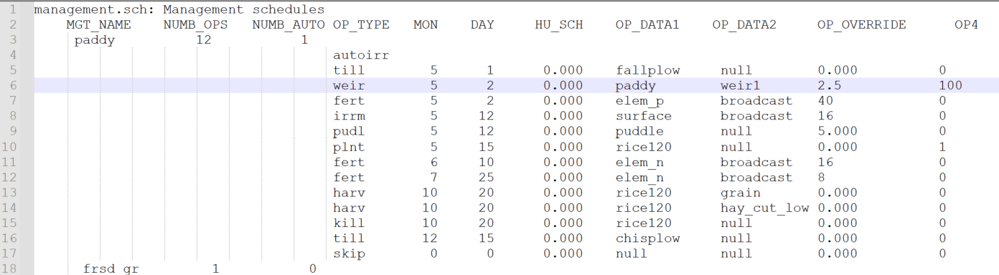 1 management.sch: Management schedules
2 MGT_NAME NUMB_OPS NUMB_AUTO OP_TYPE MON DAY HU_SCH OP_DATA1 OP_DATA2 OP_OVERRIDE OP4
3 paddy 12 1
4 autoirr
5 till 5 1 0.000 fallplow null 0.000 0
6 weir 5 2 0.000 paddy weir1 2.5 100
7 fert 5 2 0.000 elem_p broadcast 40 0
8 irrm 5 12 0.000 surface broadcast 16 0
9 pudl 5 12 0.000 puddle null 5.000 0
10 plnt 5 15 0.000 rice120 null 0.000 1
11 fert 6 10 0.000 elem_n broadcast 16 0
12 fert 7 25 0.000 elem_n broadcast 8 0
13 harv 10 20 0.000 rice120 grain 0.000 0
14 harv 10 20 0.000 rice120 hay_cut_low 0.000 0
15 kill 10 20 0.000 rice120 null 0.000 0
16 till 12 15 0.000 chisplow null 0.000 0
17 skip 0 0 0.000 null null 0.000 0
18 frsd gr 1 0